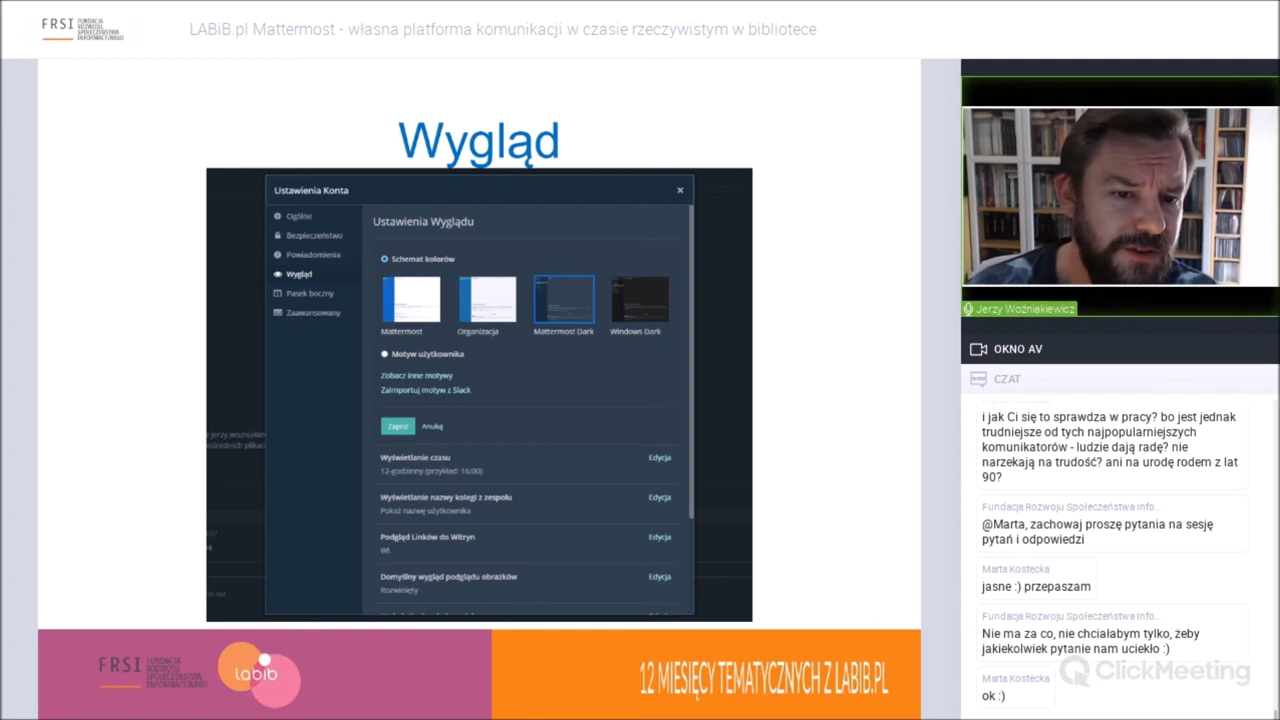 FRSI
FUNDACJA
ROZWOJU
SPOŁECZEŃSTWA
INFORMACYJNEGO
LABiB.pl Mattermost - własna platforma komunikacji w czasie rzeczywistym w bibliotece
Wygląd
Ustawienia Konta
×
Ogólne
Bezpieczeństwo
Powiadomienia
Wygląd
Pasek boczny
Zaawansowany
Ustawienia Wyglądu
Schemat kolorów
Mattermost
Organizacja
Mattermost Dark
Windows Dark
Motyw użytkownika
Zobacz inne motywy
Zaimportuj motyw z Slack
Zapisz
Anuluj
Wyświetlanie czasu
Edycja
12-godzinny (przykład: 16:00)
Wyświetlanie nazwy kolegi z zespołu
Edycja
Pokaż nazwę użytkownika
Podgląd Linków do Witryn
Edycja
Wł.
Domyślny wygląd podglądu obrazków
Edycja
Rozwinięty
FRSI
FUNDACJA
ROZWOJU
SPOŁECZEŃSTWA
INFORMACYJNEGO
labib
12 MIESIĘCY TEMATYCZNYCH Z LABIB.PL
Jerzy Woźniakiewicz
OKNO AV
CZAT
i jak Ci się to sprawdza w pracy? bo jest jednak
trudniejsze od tych najpopularniejszych
komunikatorów - ludzie dają radę? nie
narzekają na trudość? ani na urodę rodem z lat
90?
Fundacja Rozwoju Społeczeństwa Info...
@Marta, zachowaj proszę pytania na sesję
pytań i odpowiedzi
Marta Kostecka
jasne :) przepaszam
Fundacja Rozwoju Społeczeństwa Info...
Nie ma za co, nie chciałabym tylko, żeby
jakiekolwiek pytanie nam uciekło :)
Marta Kostecka
ok :)
ClickMeeting